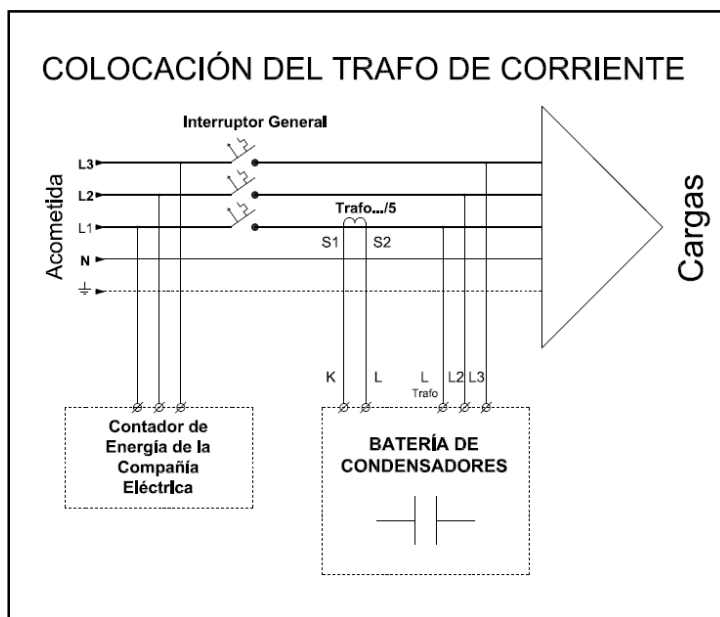 COLOCACIÓN DEL TRAFO DE CORRIENTE
Interruptor General
Acometida
L3
L2
L1
N
Trafo.../5
S1 S2
Cargas
K L L L2 L3
Trafo
Contador de
Energía de la
Compañía
Eléctrica
BATERÍA DE
CONDENSADORES